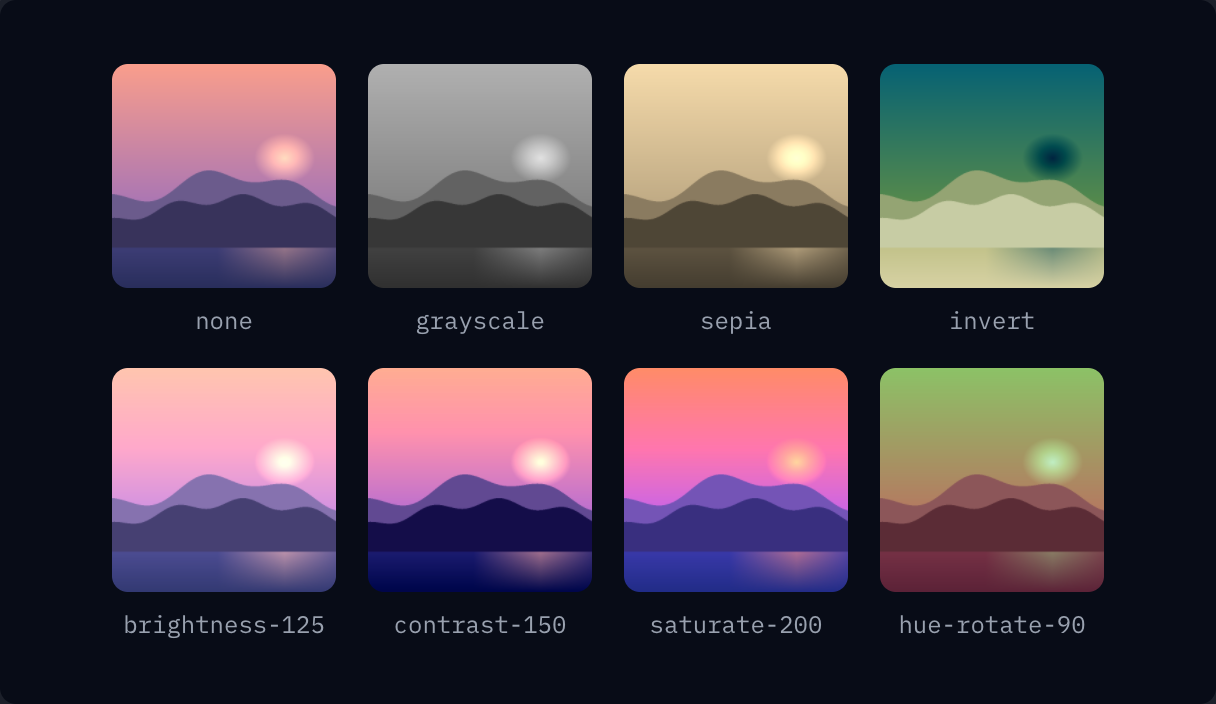 none
grayscale
sepia
invert
brightness-125
contrast-150
saturate-200
hue-rotate-90